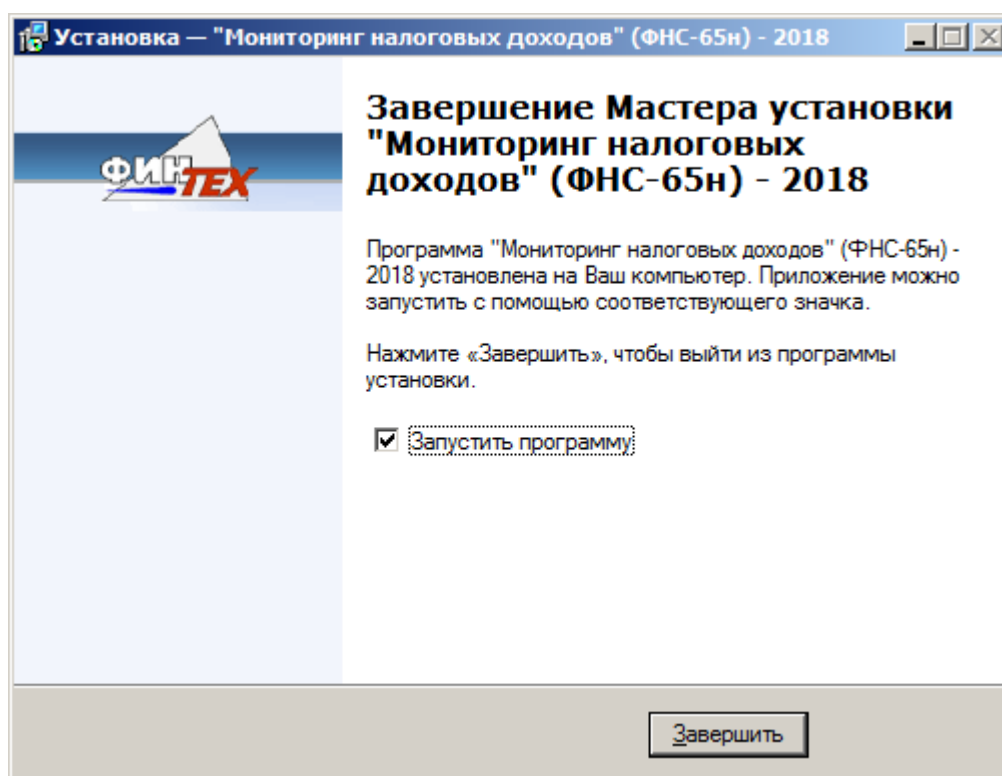 Установка — "Мониторинг налоговых доходов" (ФНС-65н) - 2018
ФИНТЕХ
Завершение Мастера установки
"Мониторинг налоговых
доходов" (ФНС-65н) - 2018
Программа "Мониторинг налоговых доходов" (ФНС-65н) -
2018 установлена на Ваш компьютер. Приложение можно
запустить с помощью соответствующего значка.
Нажмите «Завершить», чтобы выйти из программы
установки.
Запустить программу
Завершить